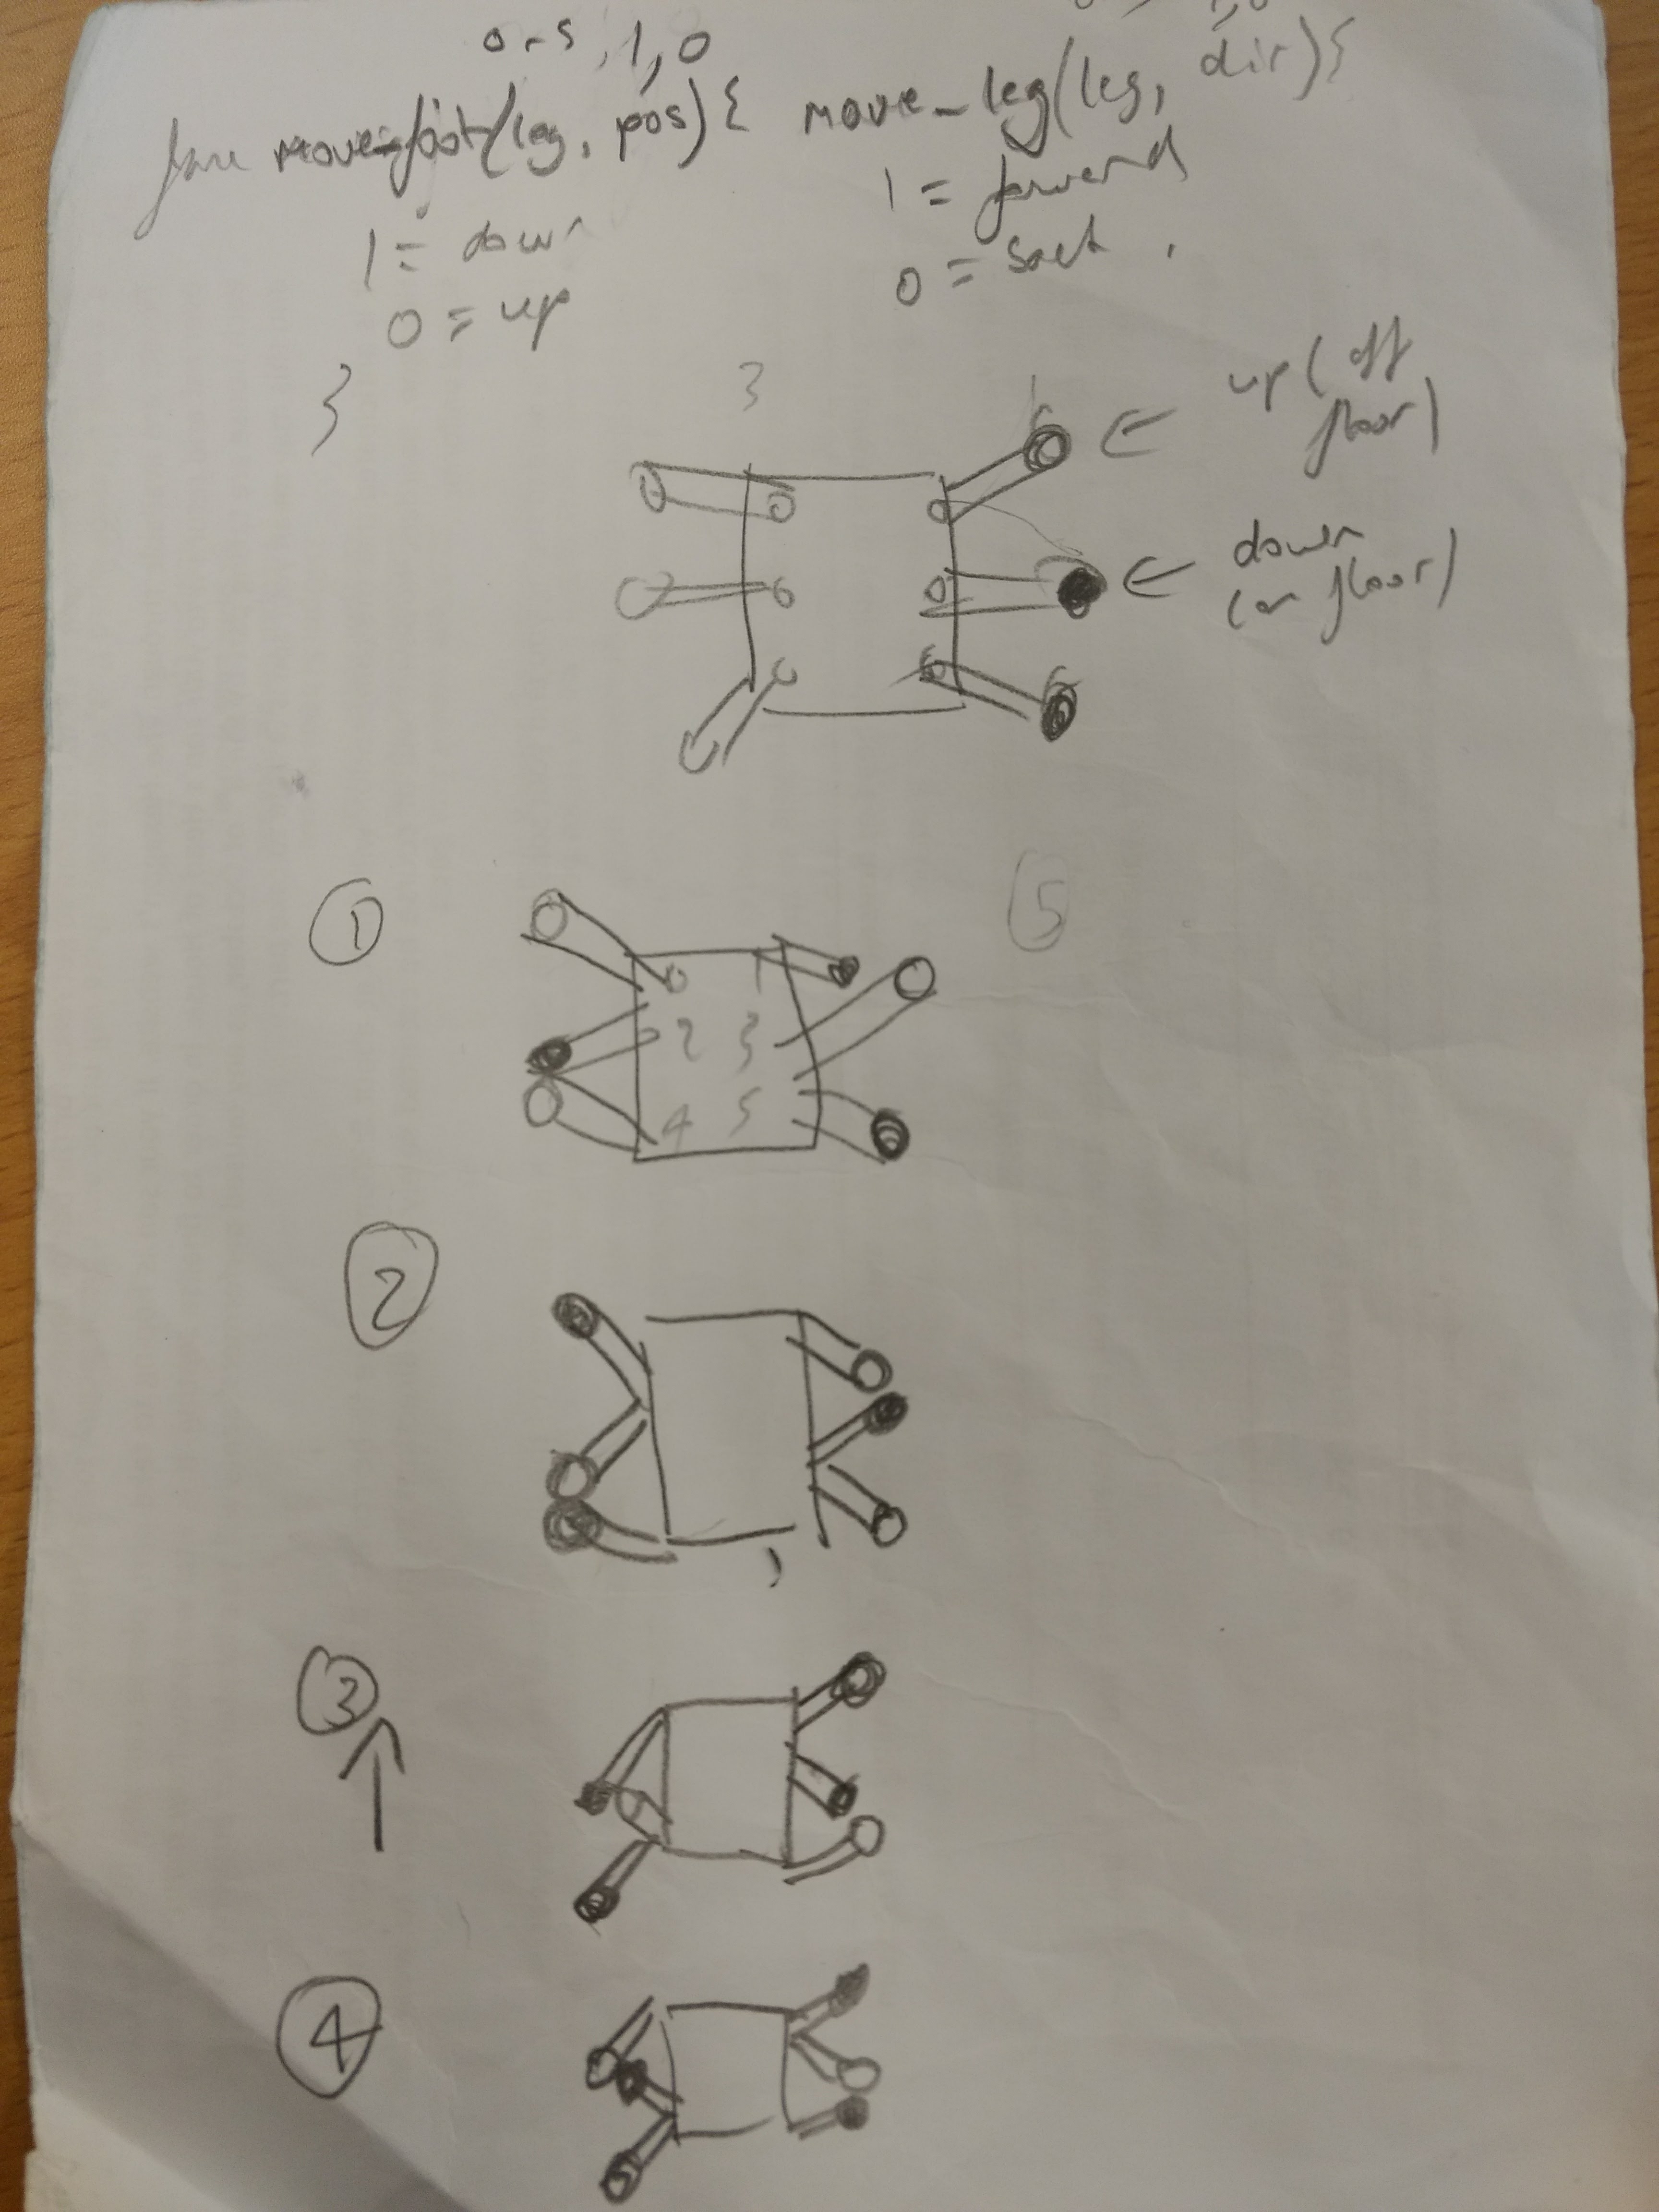 0-5, 1,0
1,0
func move_foot(leg, pos){ move_leg(leg, dir){
1 = down
1 = forward
0 = up
0 =
}
3
1
up (off
floor)
down
(on floor)
①
5
0 1
2 3
4 5
②
③
④